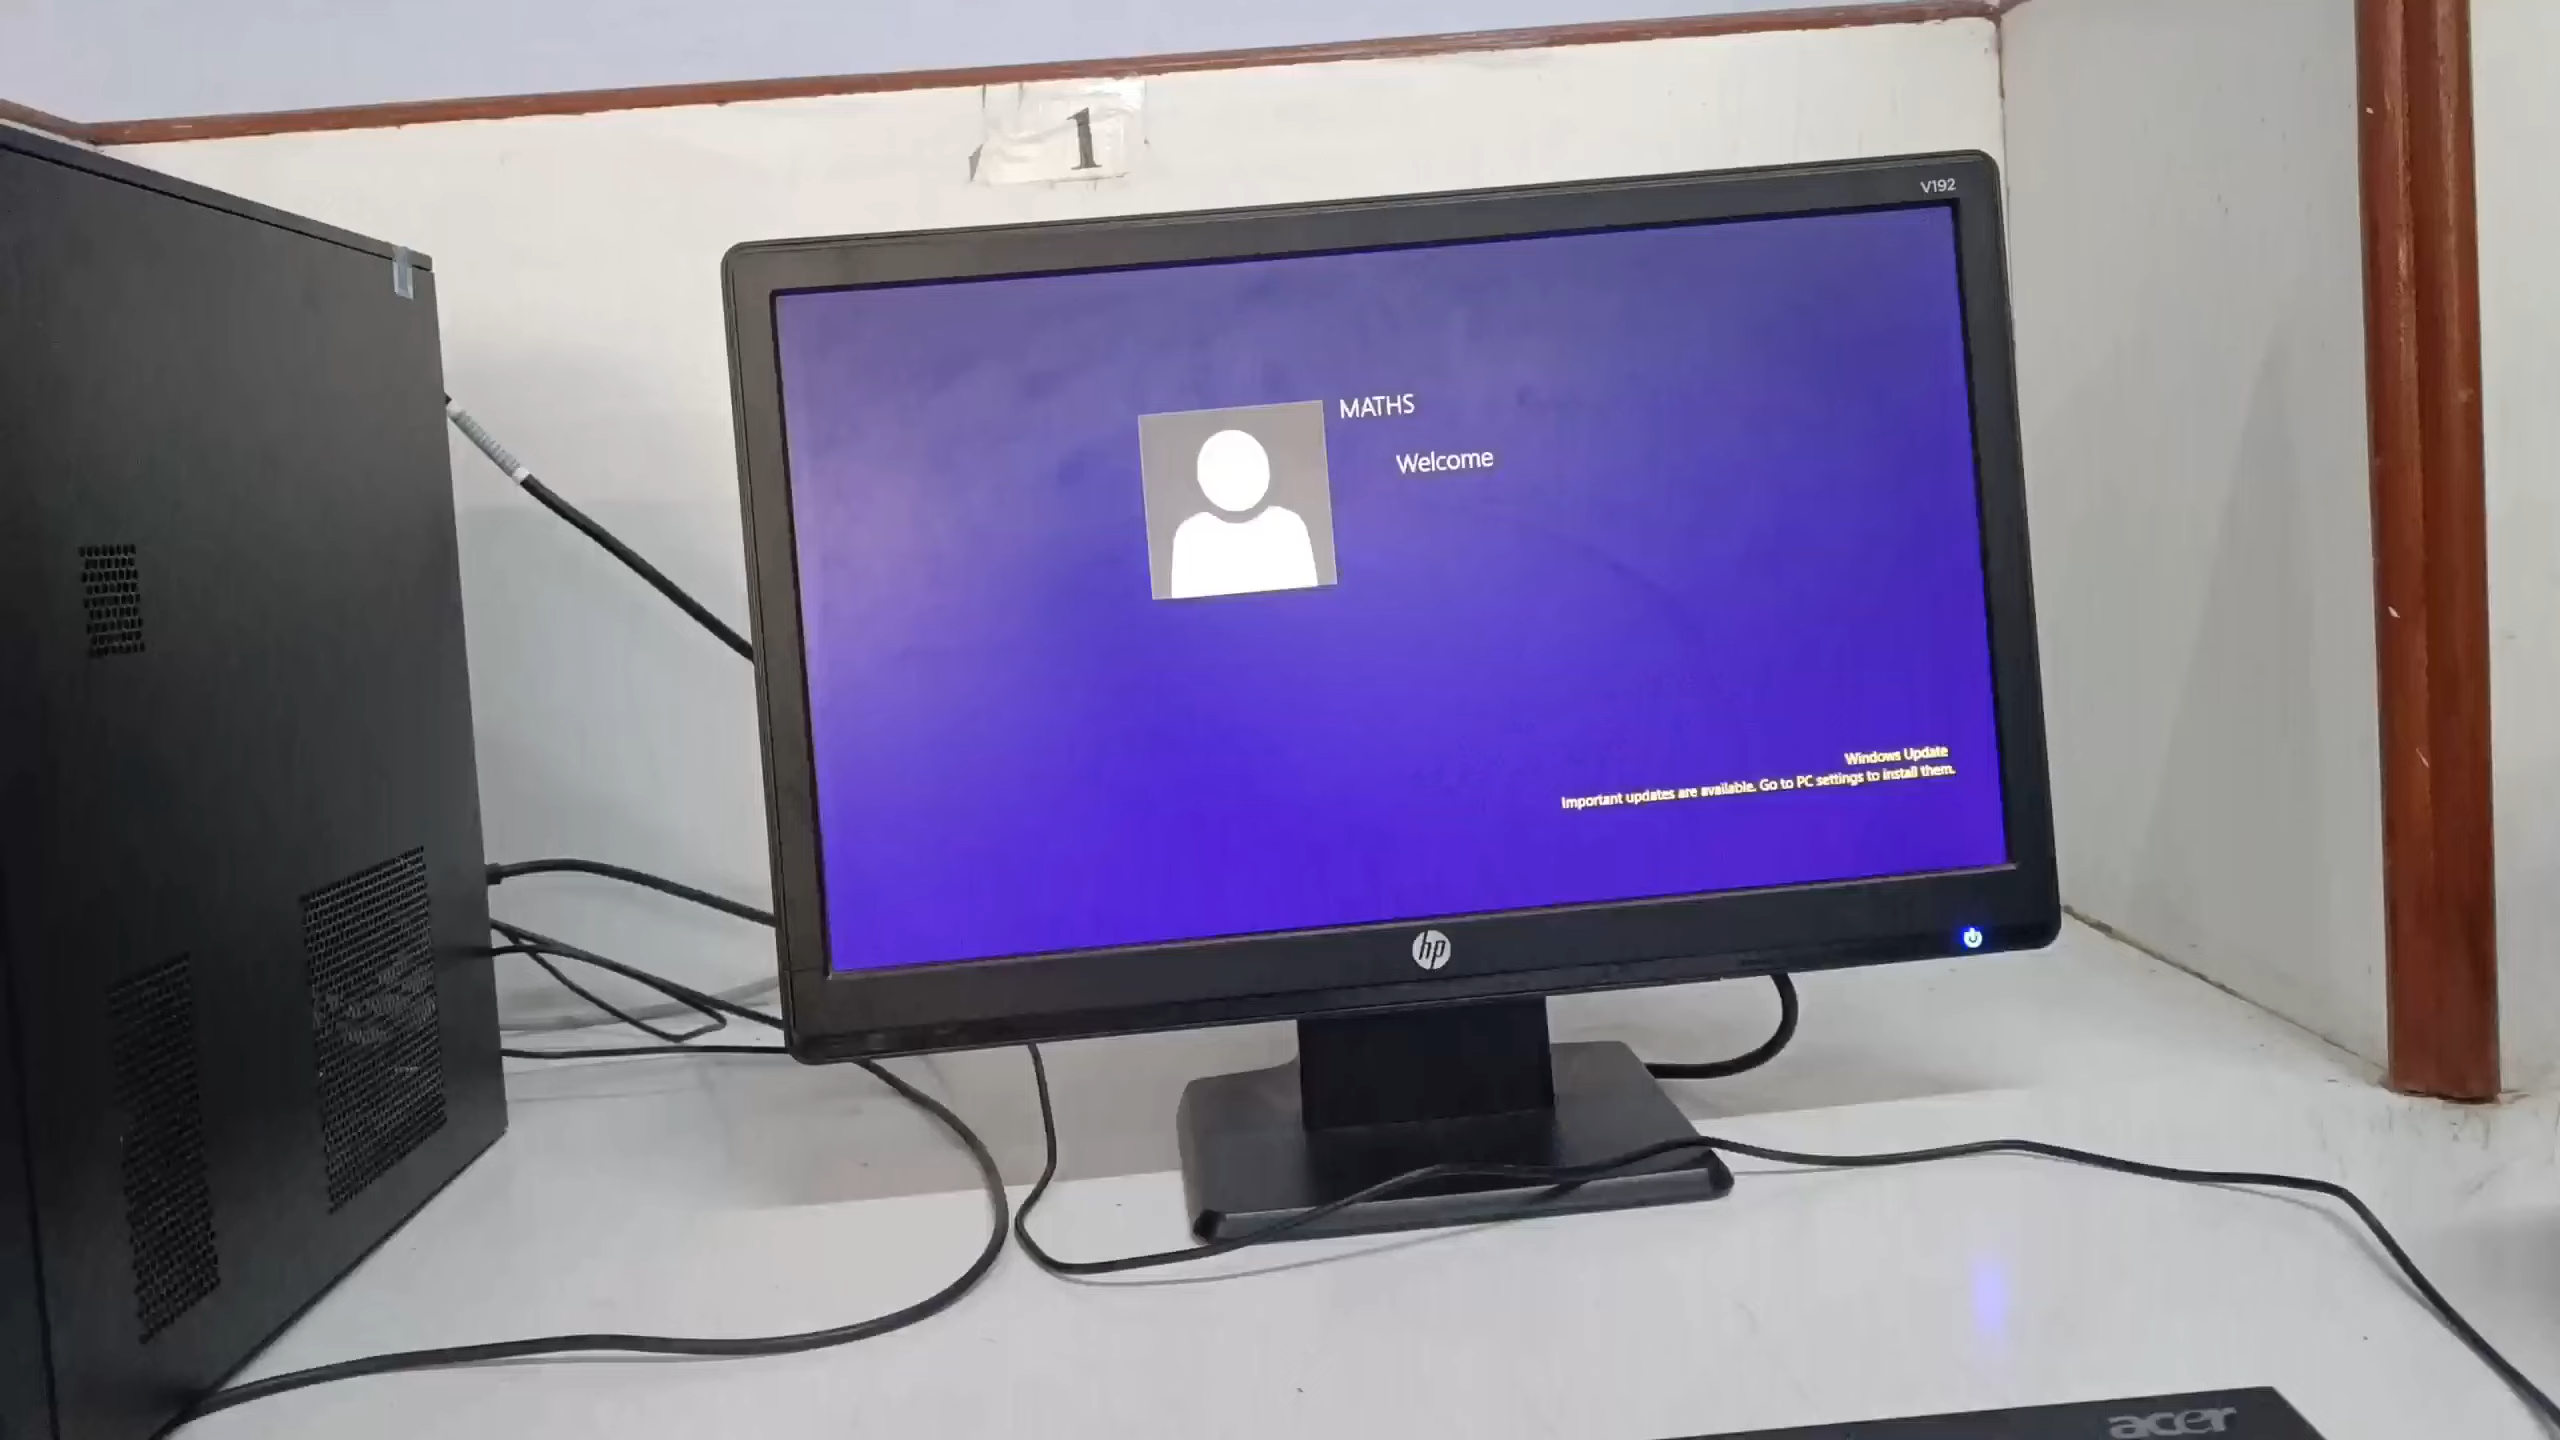 1
V192
MATHS
Welcome
Windows Update
Important updates are available. Go to PC settings to install them.
hp
acer